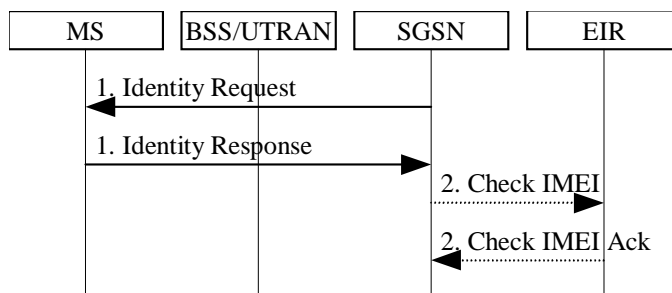 MS BSS/UTRAN SGSN EIR
1. Identity Request
1. Identity Response
2. Check IMEI
2. Check IMEI Ack